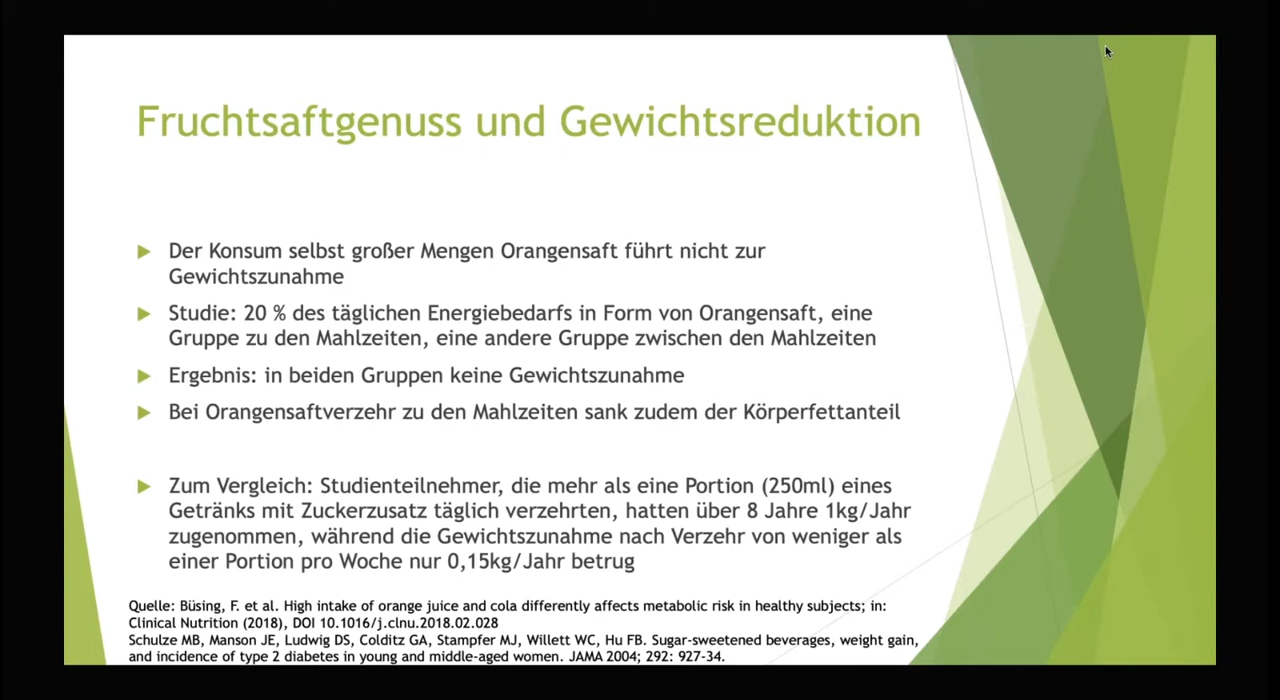 Fruchtsaftgenuss und Gewichtsreduktion
Der Konsum selbst großer Mengen Orangensaft führt nicht zur
Gewichtszunahme
Studie: 20 % des täglichen Energiebedarfs in Form von Orangensaft, eine
Gruppe zu den Mahlzeiten, eine andere Gruppe zwischen den Mahlzeiten
Ergebnis: in beiden Gruppen keine Gewichtszunahme
Bei Orangensaftverzehr zu den Mahlzeiten sank zudem der Körperfettanteil
Zum Vergleich: Studienteilnehmer, die mehr als eine Portion (250ml) eines
Getränks mit Zuckerzusatz täglich verzehrten, hatten über 8 Jahre 1kg/Jahr
zugenommen, während die Gewichtszunahme nach Verzehr von weniger als
einer Portion pro Woche nur 0,15kg/Jahr betrug
Quelle: Büsing, F. et al. High intake of orange juice and cola differently affects metabolic risk in healthy subjects; in:
Clinical Nutrition (2018), DOI 10.1016/j.clnu.2018.02.028
Schulze MB, Manson JE, Ludwig DS, Colditz GA, Stampfer MJ, Willett WC, Hu FB. Sugar-sweetened beverages, weight gain,
and incidence of type 2 diabetes in young and middle-aged women. JAMA 2004; 292: 927-34.